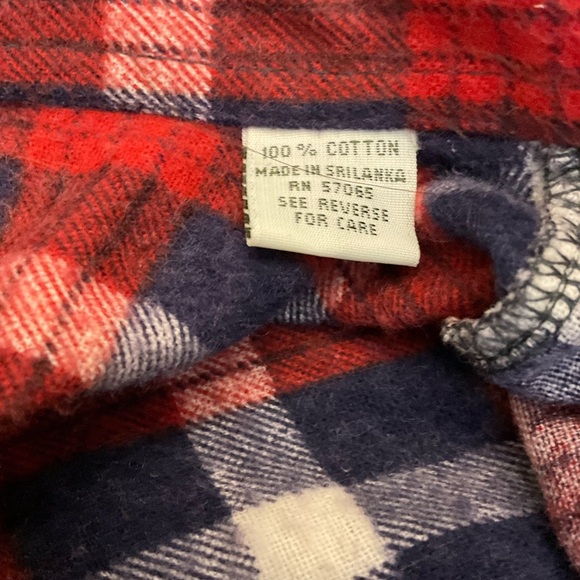 100 % COTTON
MADE IN SRILANKA
RN 57065
SEE REVERSE
FOR CARE